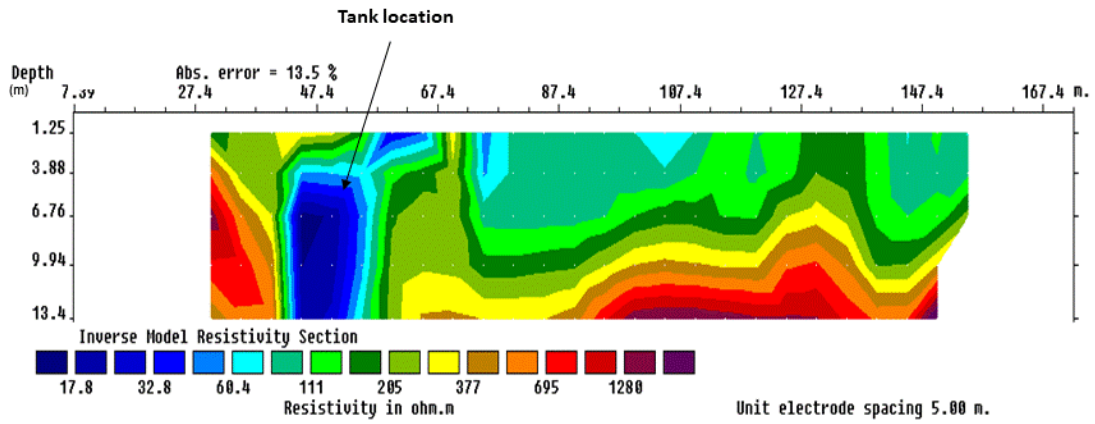 Tank location
Depth Abs. error = 13.5 %
(m) 27.4 47.4 67.4 87.4 107.4 127.4 147.4 167.4 m.
1.25
3.88
6.76
9.94
13.4
Inverse Model Resistivity Section
17.8 32.8 60.4 111 205 377 695 1280
Resistivity in ohm.m Unit electrode spacing 5.00 m.